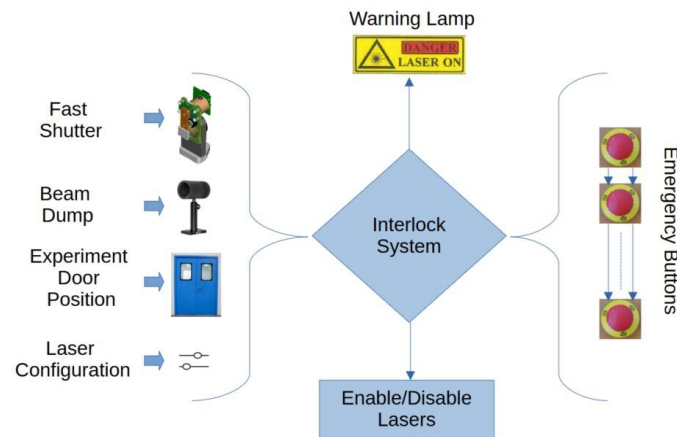 Warning Lamp
DANGER
LASER ON
Fast
Shutter
Beam
Dump
Experiment
Door
Position
Laser
Configuration
Interlock
System
Emergency Buttons
Enable/Disable
Lasers